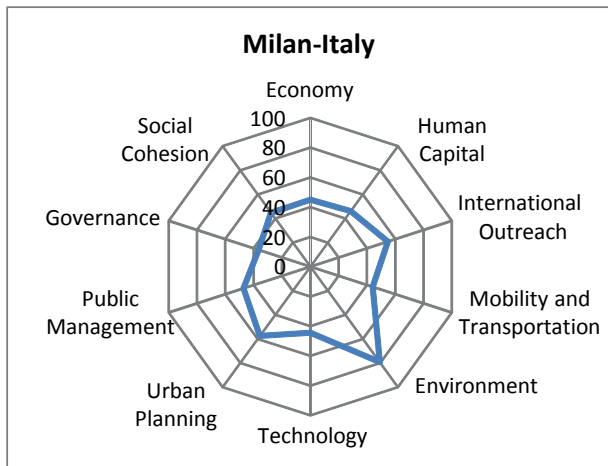 Milan-Italy
Economy
Human
Capital
International
Outreach
Mobility and
Transportation
Environment
Technology
Urban
Planning
Public
Management
Governance
Social
Cohesion
100
80
60
40
20
0